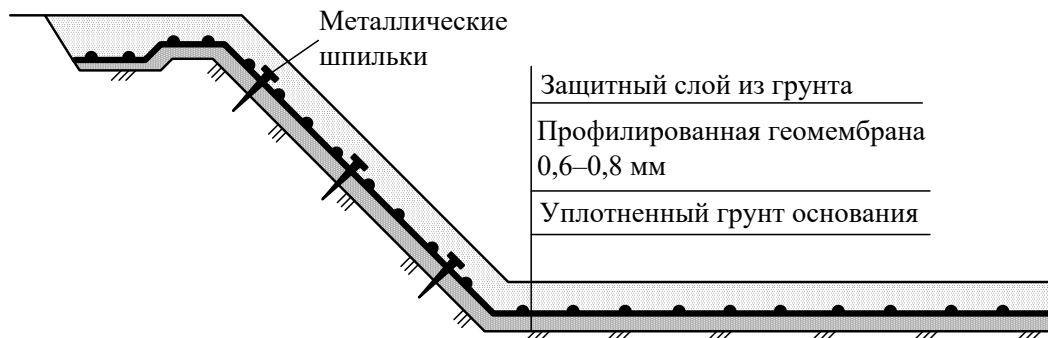 Металлические
шпильки
Защитный слой из грунта
Профилированная геомембрана
0,6–0,8 мм
Уплотненный грунт основания